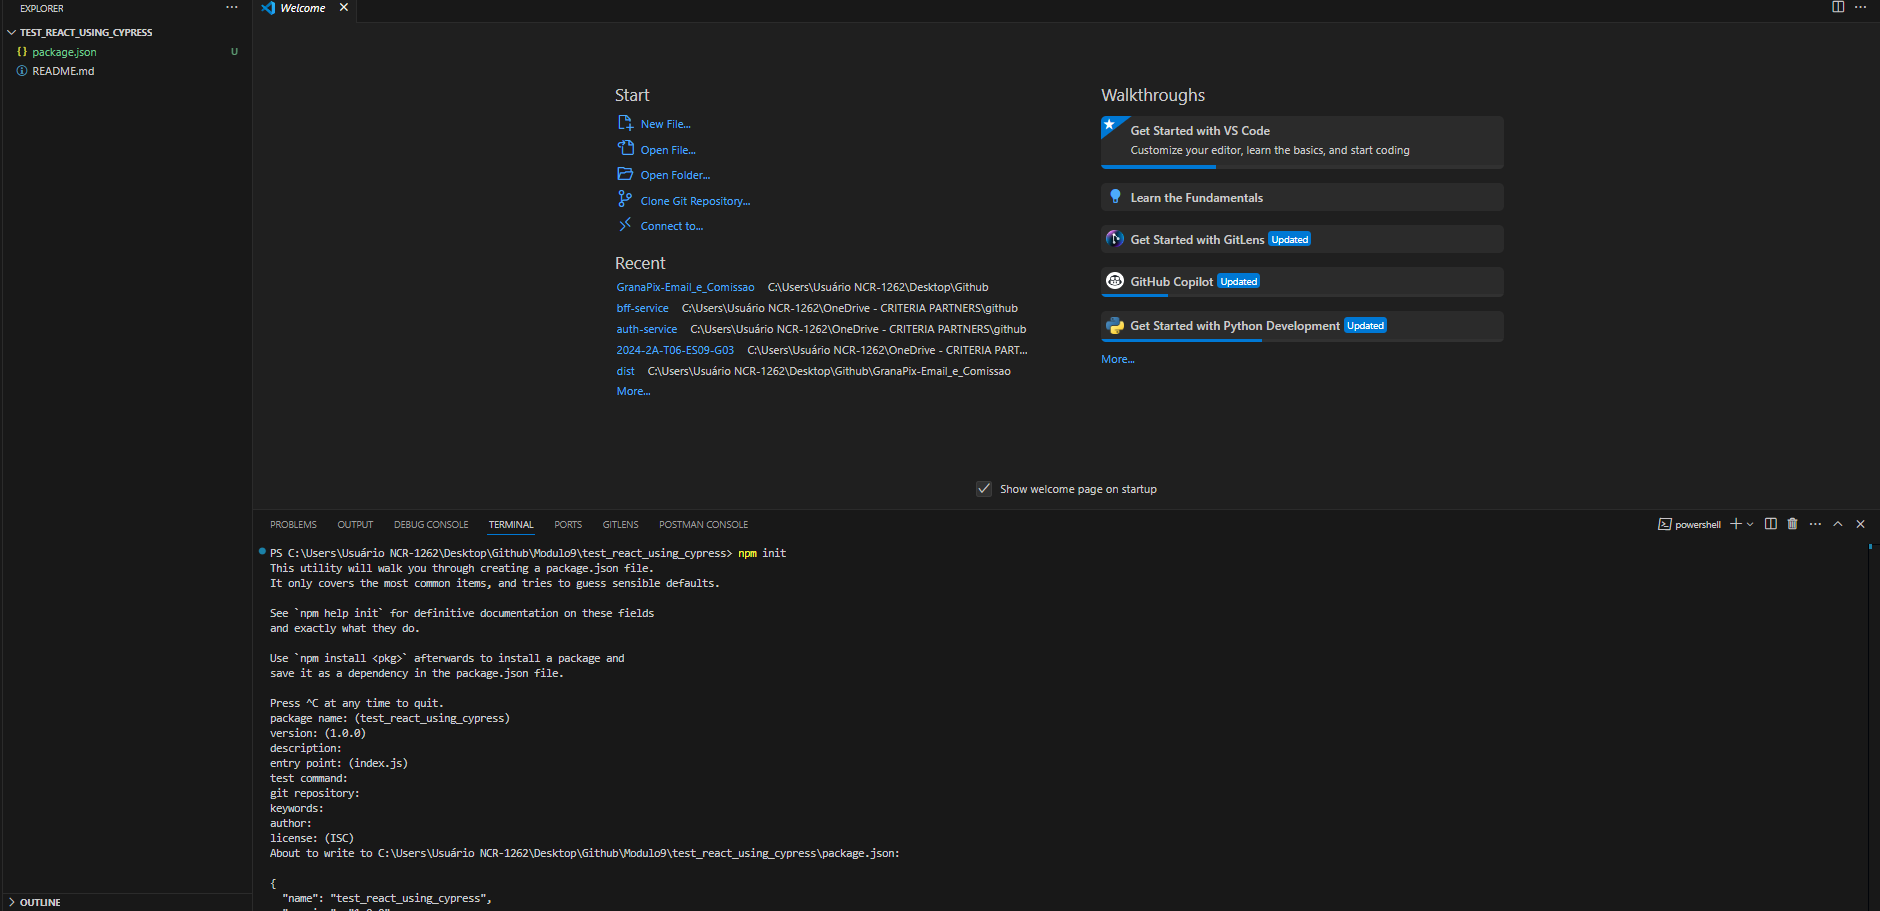 EXPLORER
TEST_REACT_USING_CYPRESS
{} package.json U
README.md
OUTLINE
Welcome
Start
New File...
Open File...
Open Folder...
Clone Git Repository...
Connect to...
Recent
GranaPix-Email_e_Comissao C:\Users\Usuário NCR-1262\Desktop\Github
bff-service C:\Users\Usuário NCR-1262\OneDrive - CRITERIA PARTNERS\github
auth-service C:\Users\Usuário NCR-1262\OneDrive - CRITERIA PARTNERS\github
2024-2A-T06-ES09-G03 C:\Users\Usuário NCR-1262\OneDrive - CRITERIA PART...
dist C:\Users\Usuário NCR-1262\Desktop\Github\GranaPix-Email_e_Comissao
More...
Walkthroughs
Get Started with VS Code
Customize your editor, learn the basics, and start coding
Learn the Fundamentals
Get Started with GitLens Updated
GitHub Copilot Updated
Get Started with Python Development Updated
More...
Show welcome page on startup
PROBLEMS OUTPUT DEBUG CONSOLE TERMINAL PORTS GITLENS POSTMAN CONSOLE
powershell
PS C:\Users\Usuário NCR-1262\Desktop\Github\Modulo9\test_react_using_cypress> npm init
This utility will walk you through creating a package.json file.
It only covers the most common items, and tries to guess sensible defaults.
See `npm help init` for definitive documentation on these fields
and exactly what they do.
Use `npm install <pkg>` afterwards to install a package and
save it as a dependency in the package.json file.
Press ^C at any time to quit.
package name: (test_react_using_cypress)
version: (1.0.0)
description:
entry point: (index.js)
test command:
git repository:
keywords:
author:
license: (ISC)
About to write to C:\Users\Usuário NCR-1262\Desktop\Github\Modulo9\test_react_using_cypress\package.json:
{
"name": "test_react_using_cypress",